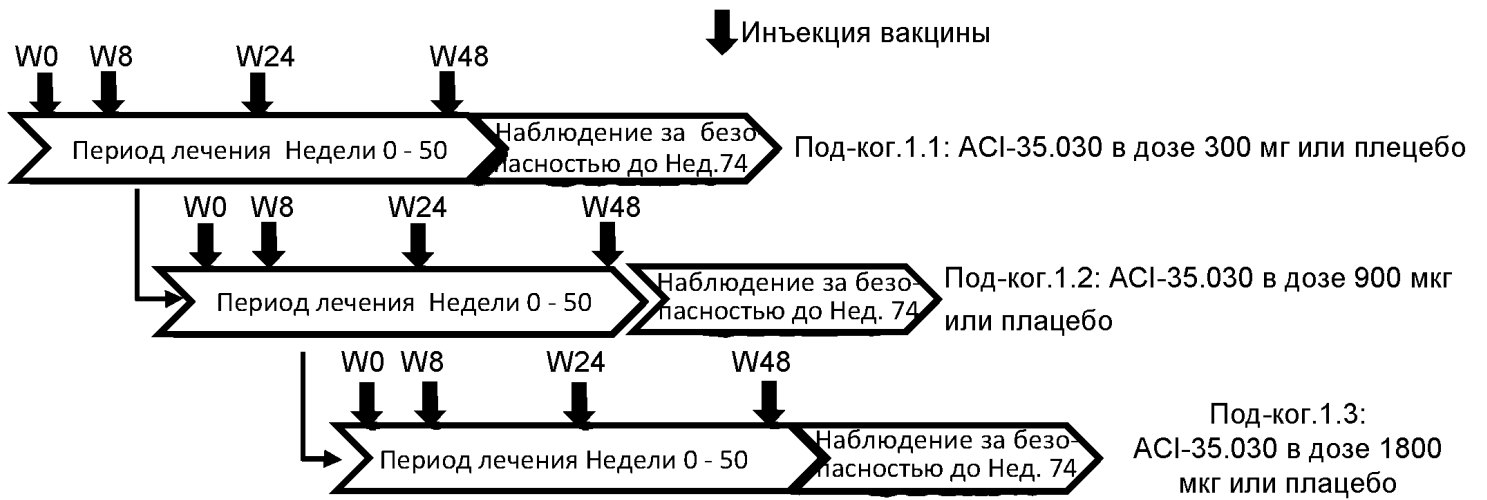 Инъекция вакцины
W0 W8 W24 W48
Период лечения Недели 0 - 50
Наблюдение за безо-
пасностью до Нед.74
Под-ког.1.1: ACI-35.030 в дозе 300 мг или плецебо
W0 W8 W24 W48
Период лечения Недели 0 - 50
Наблюдение за безо-
пасностью до Нед. 74
Под-ког.1.2: ACI-35.030 в дозе 900 мкг
или плацебо
W0 W8 W24 W48
Период лечения Недели 0 - 50
Наблюдение за безо-
пасностью до Нед. 74
Под-ког.1.3:
ACI-35.030 в дозе 1800
мкг или плацебо